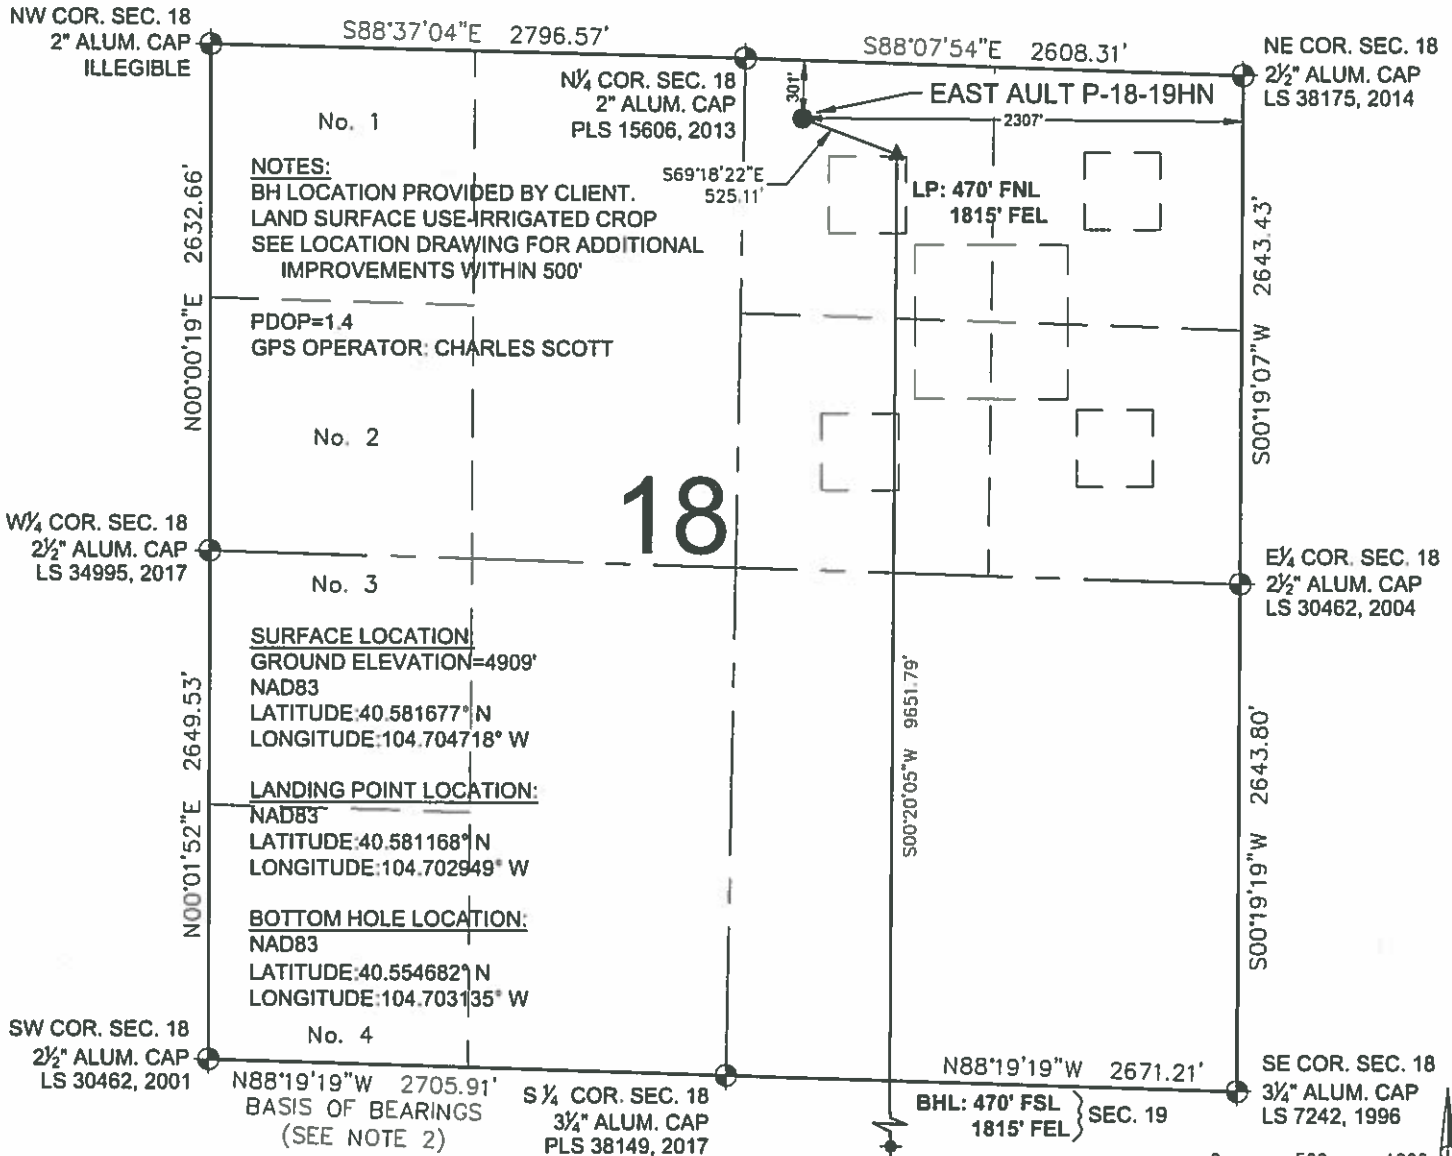 NW COR. SEC. 18
2" ALUM. CAP
ILLEGIBLE
S88°37'04"E 2796.57'
N¼ COR. SEC. 18
2" ALUM. CAP
PLS 15606, 2013
S88°07'54"E 2608.31'
NE COR. SEC. 18
2½" ALUM. CAP
LS 38175, 2014
301'
EAST AULT P-18-19HN
2307'
S69°18'22"E
525.11'
LP: 470' FNL
1815' FEL
No. 1
NOTES:
BH LOCATION PROVIDED BY CLIENT.
LAND SURFACE USE-IRRIGATED CROP
SEE LOCATION DRAWING FOR ADDITIONAL
IMPROVEMENTS WITHIN 500'
PDOP=1.4
GPS OPERATOR: CHARLES SCOTT
N00°00'19"E 2632.66'
S00°19'07"W 2643.43'
No. 2
18
W¼ COR. SEC. 18
2½" ALUM. CAP
LS 34995, 2017
E¼ COR. SEC. 18
2½" ALUM. CAP
LS 30462, 2004
No. 3
SURFACE LOCATION
GROUND ELEVATION=4909'
NAD83
LATITUDE:40.581677° N
LONGITUDE:104.704718° W
LANDING POINT LOCATION:
NAD83
LATITUDE:40.581168° N
LONGITUDE:104.702949° W
BOTTOM HOLE LOCATION:
NAD83
LATITUDE:40.554682° N
LONGITUDE:104.703135° W
N00°01'52"E 2649.53'
S00°20'05"W 9651.79'
S00°19'19"W 2643.80'
No. 4
SW COR. SEC. 18
2½" ALUM. CAP
LS 30462, 2001
N88°19'19"W 2705.91'
BASIS OF BEARINGS
(SEE NOTE 2)
S ¼ COR. SEC. 18
3¼" ALUM. CAP
PLS 38149, 2017
N88°19'19"W 2671.21'
BHL: 470' FSL
1815' FEL
SEC. 19
SE COR. SEC. 18
3¼" ALUM. CAP
LS 7242, 1996